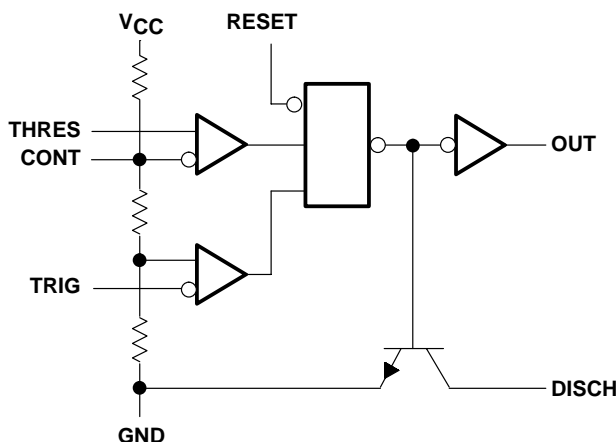 VCC
RESET
THRES
CONT
OUT
TRIG
DISCH
GND